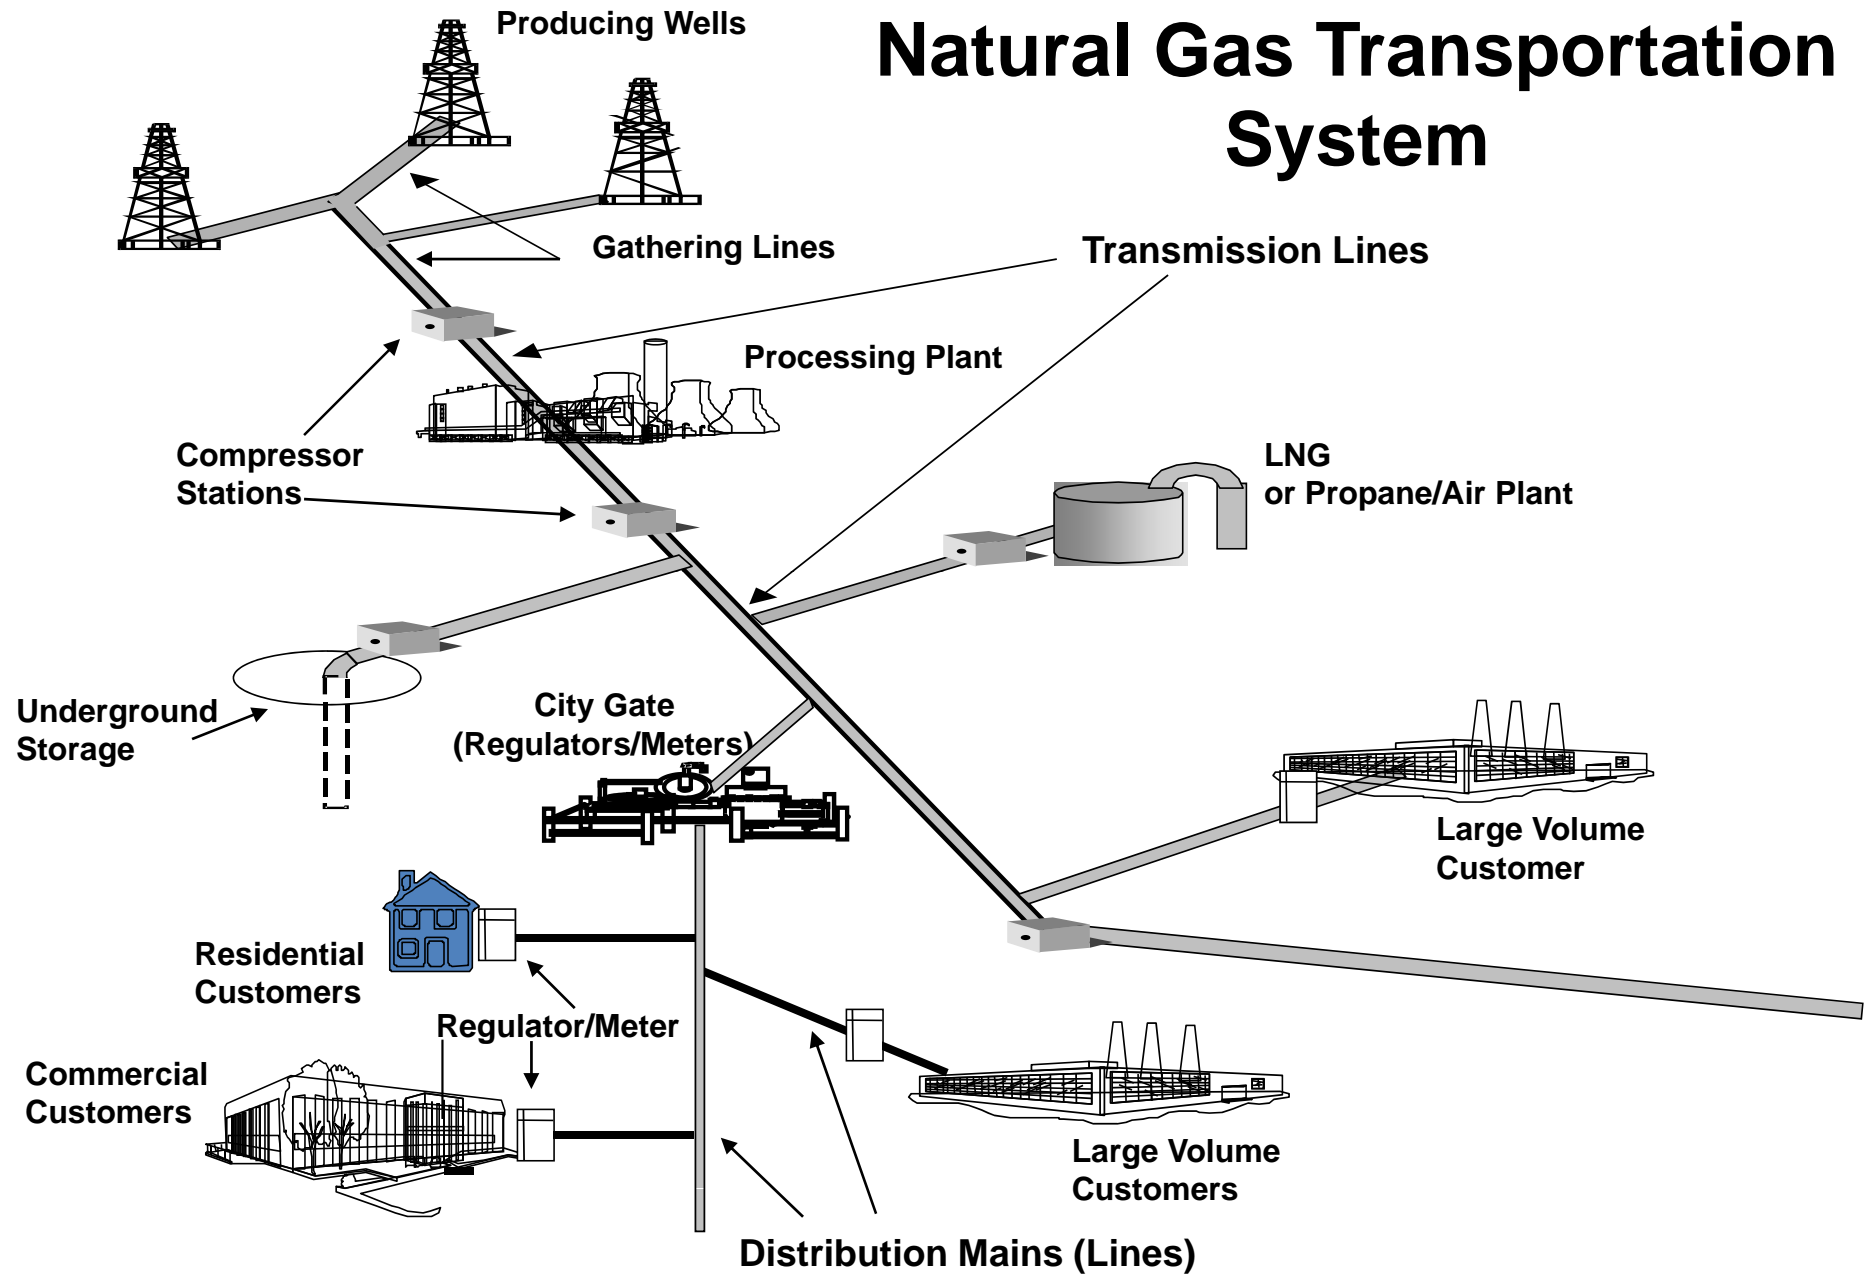 Producing Wells
Natural Gas Transportation
System
Gathering Lines
Transmission Lines
Processing Plant
Compressor
Stations
LNG
or Propane/Air Plant
Underground
Storage
City Gate
(Regulators/Meters)
Large Volume
Customer
Residential
Customers
Regulator/Meter
Commercial
Customers
Large Volume
Customers
Distribution Mains (Lines)